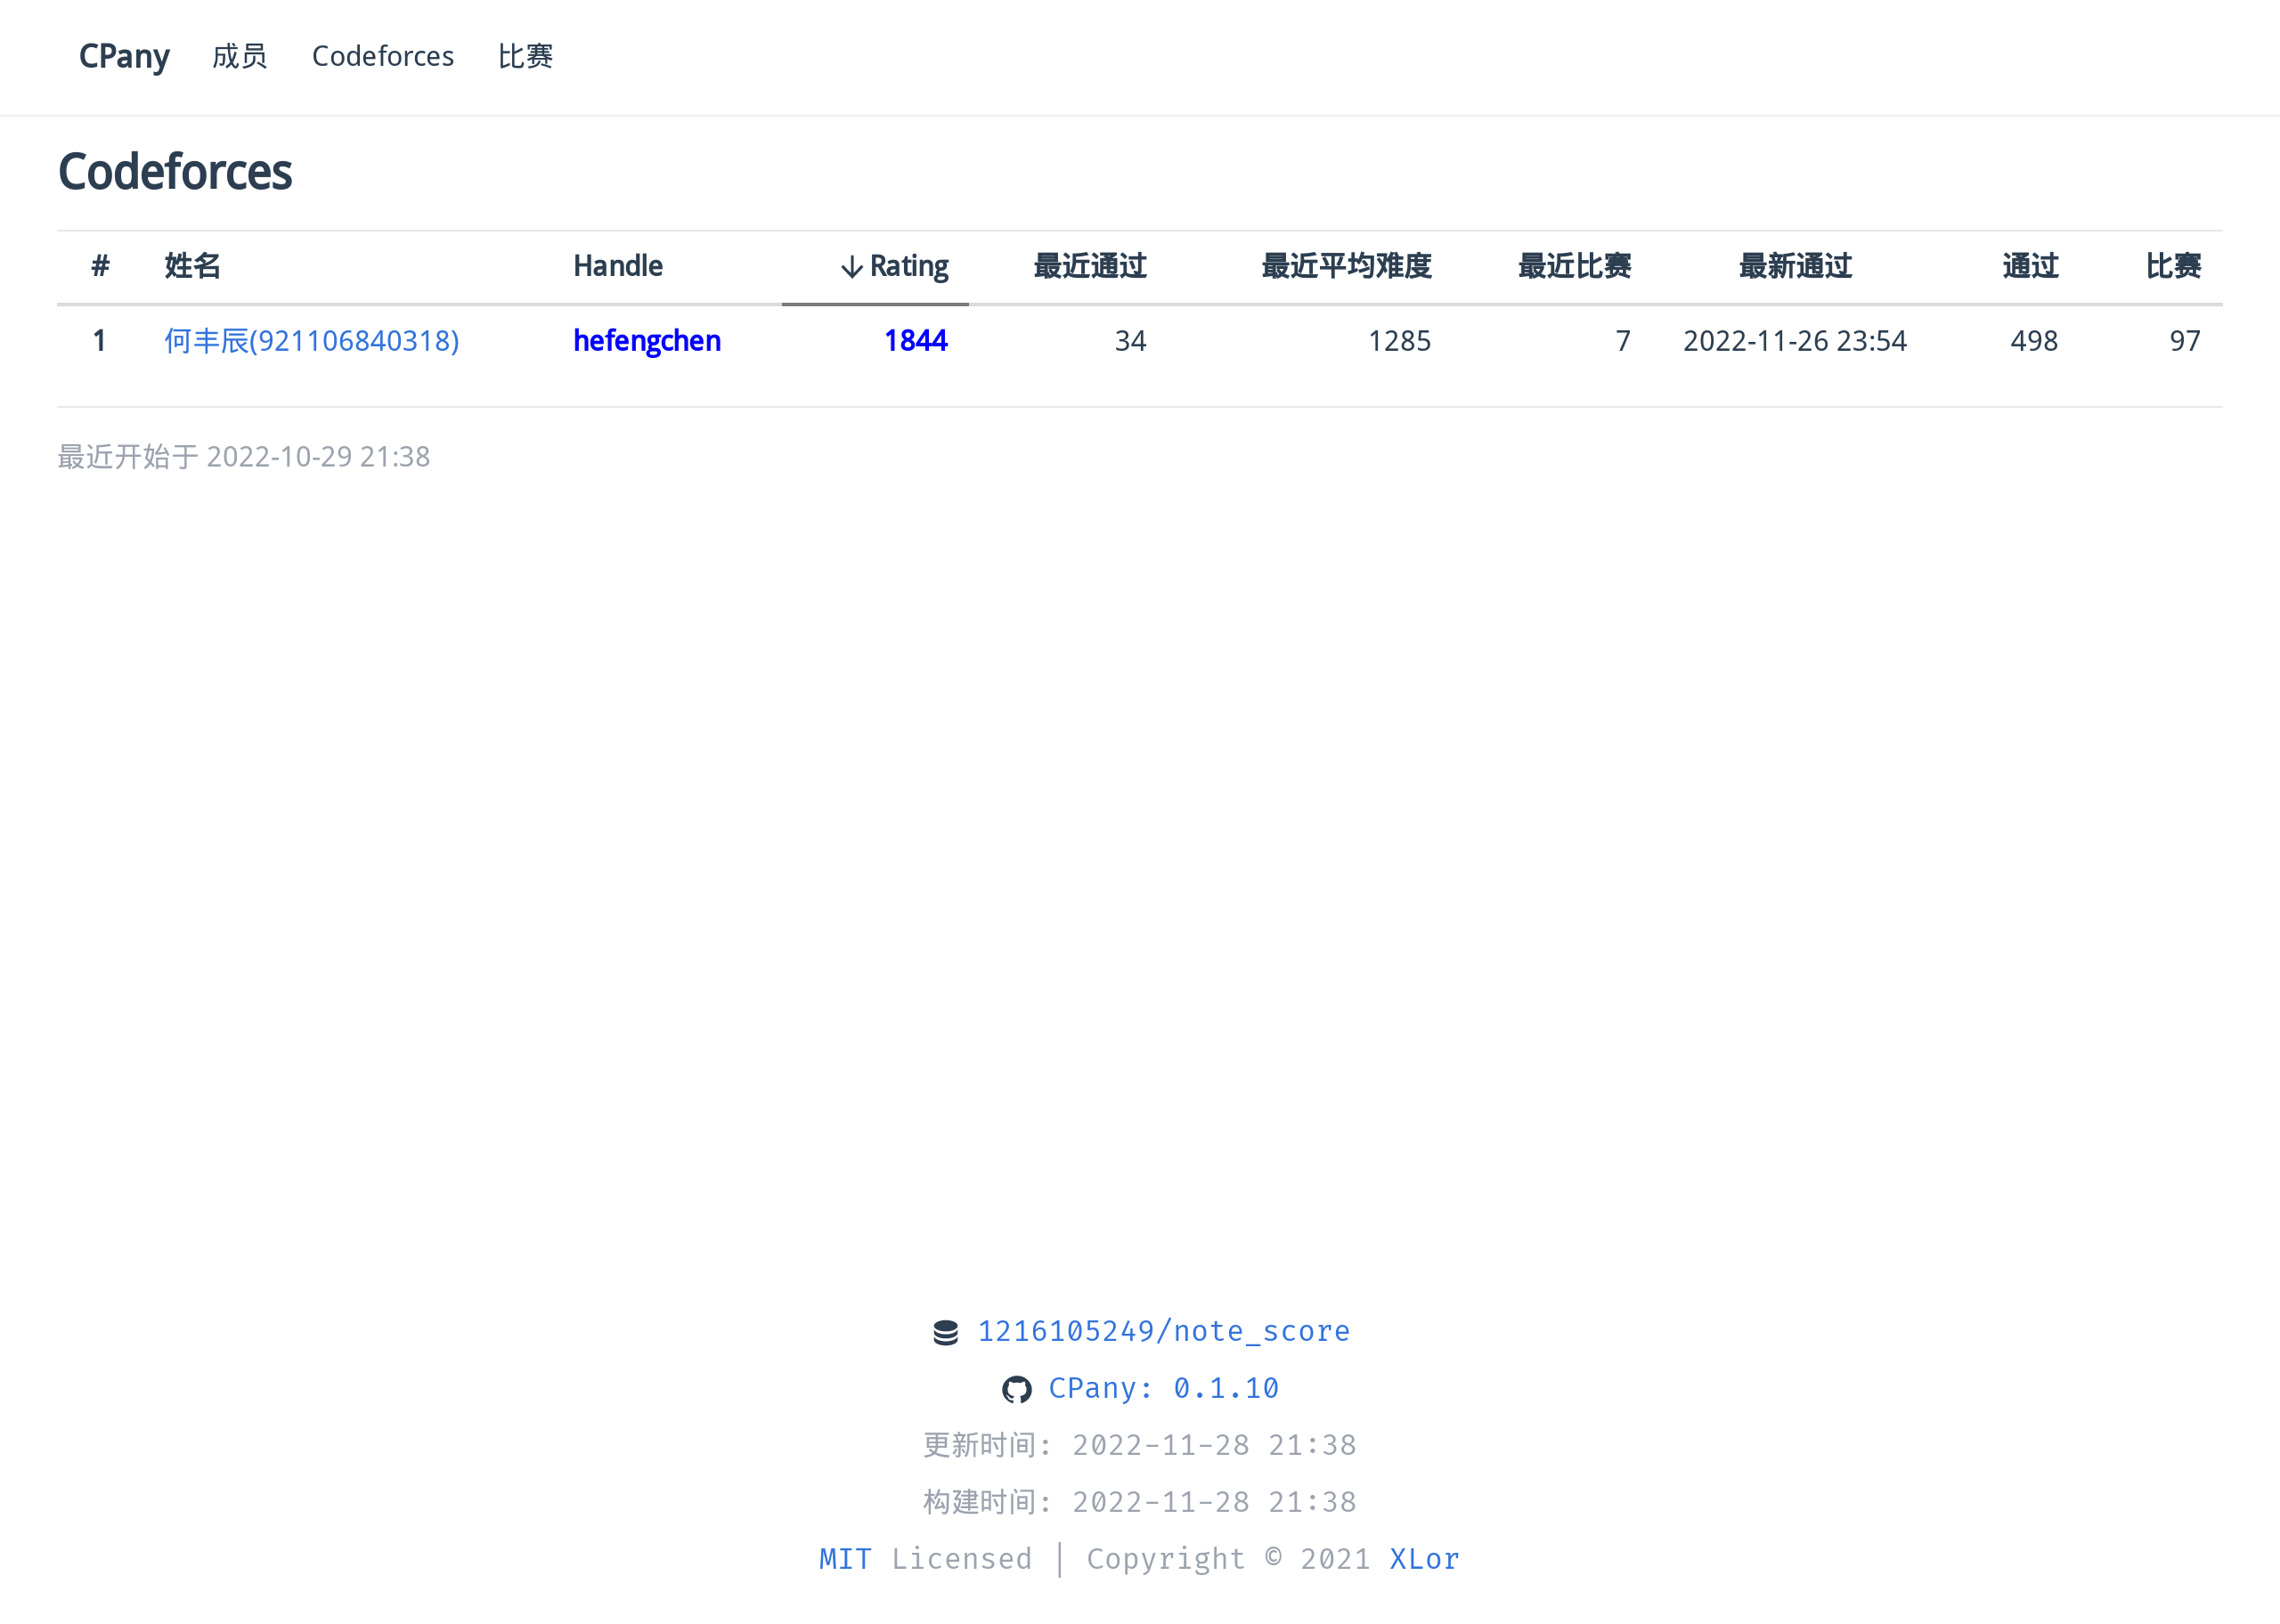 CPany 成员 Codeforces 比赛
Codeforces
# 姓名 Handle ↓ Rating 最近通过 最近平均难度 最近比赛 最新通过 通过 比赛
1 何丰辰(921106840318) hefengchen 1844 34 1285 7 2022-11-26 23:54 498 97
最近开始于 2022-10-29 21:38
1216105249/note_score
CPany: 0.1.10
更新时间: 2022-11-28 21:38
构建时间: 2022-11-28 21:38
MIT Licensed | Copyright © 2021 XLor